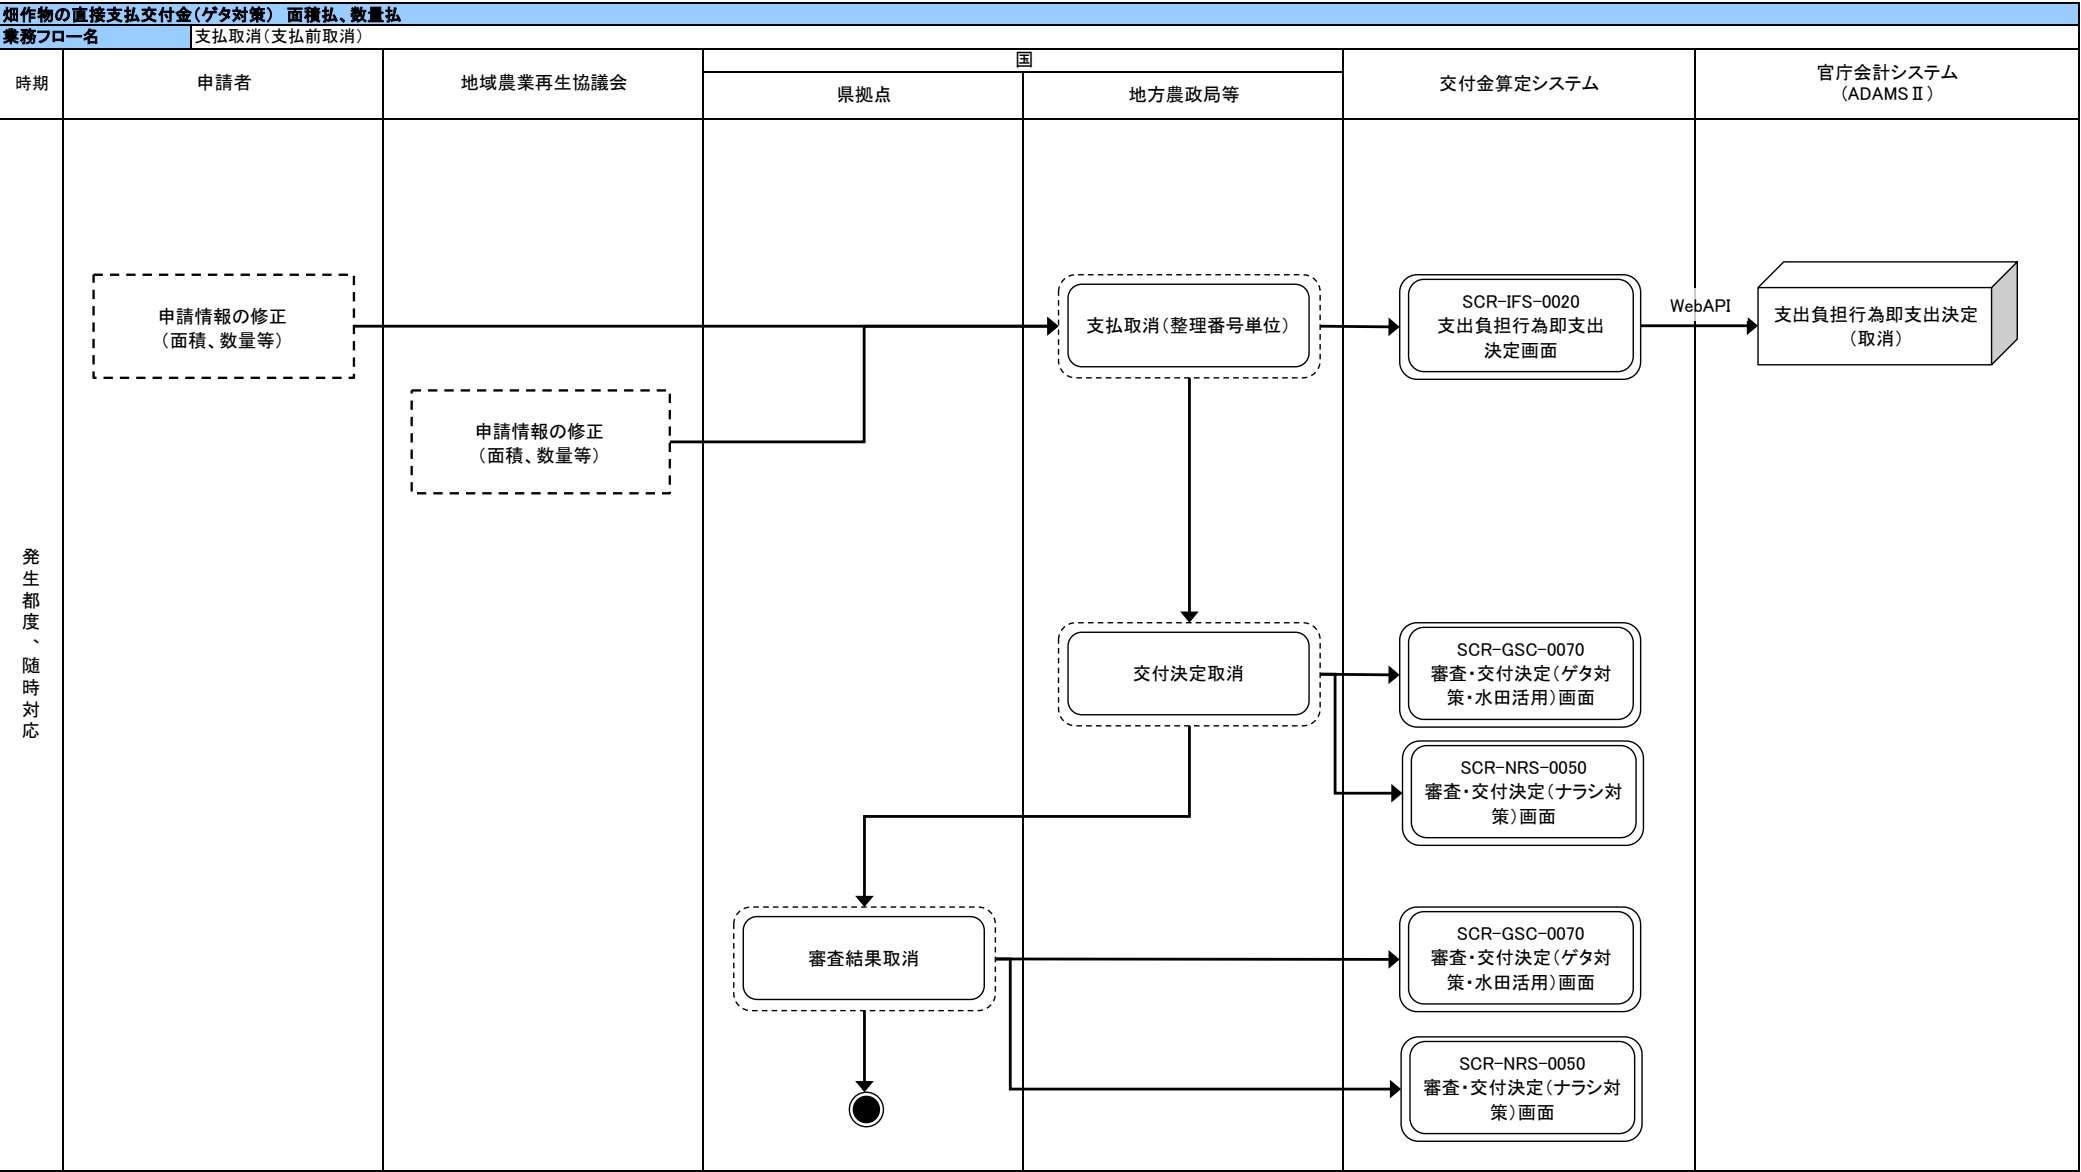 畑作物の直接支払交付金（ゲタ対策）　面積払、数量払
業務フロー名
支払取消（支払前取消）
時期
申請者
地域農業再生協議会
国
県拠点
地方農政局等
交付金算定システム
官庁会計システム
（ADAMSⅡ）
発生都度、随時対応
申請情報の修正
（面積、数量等）
支払取消（整理番号単位）
SCR-IFS-0020
支出負担行為即支出
決定画面
WebAPI
支出負担行為即支出決定
（取消）
申請情報の修正
（面積、数量等）
交付決定取消
SCR-GSC-0070
審査・交付決定（ゲタ対
策・水田活用）画面
SCR-NRS-0050
審査・交付決定（ナラシ対
策）画面
審査結果取消
SCR-GSC-0070
審査・交付決定（ゲタ対
策・水田活用）画面
SCR-NRS-0050
審査・交付決定（ナラシ対
策）画面